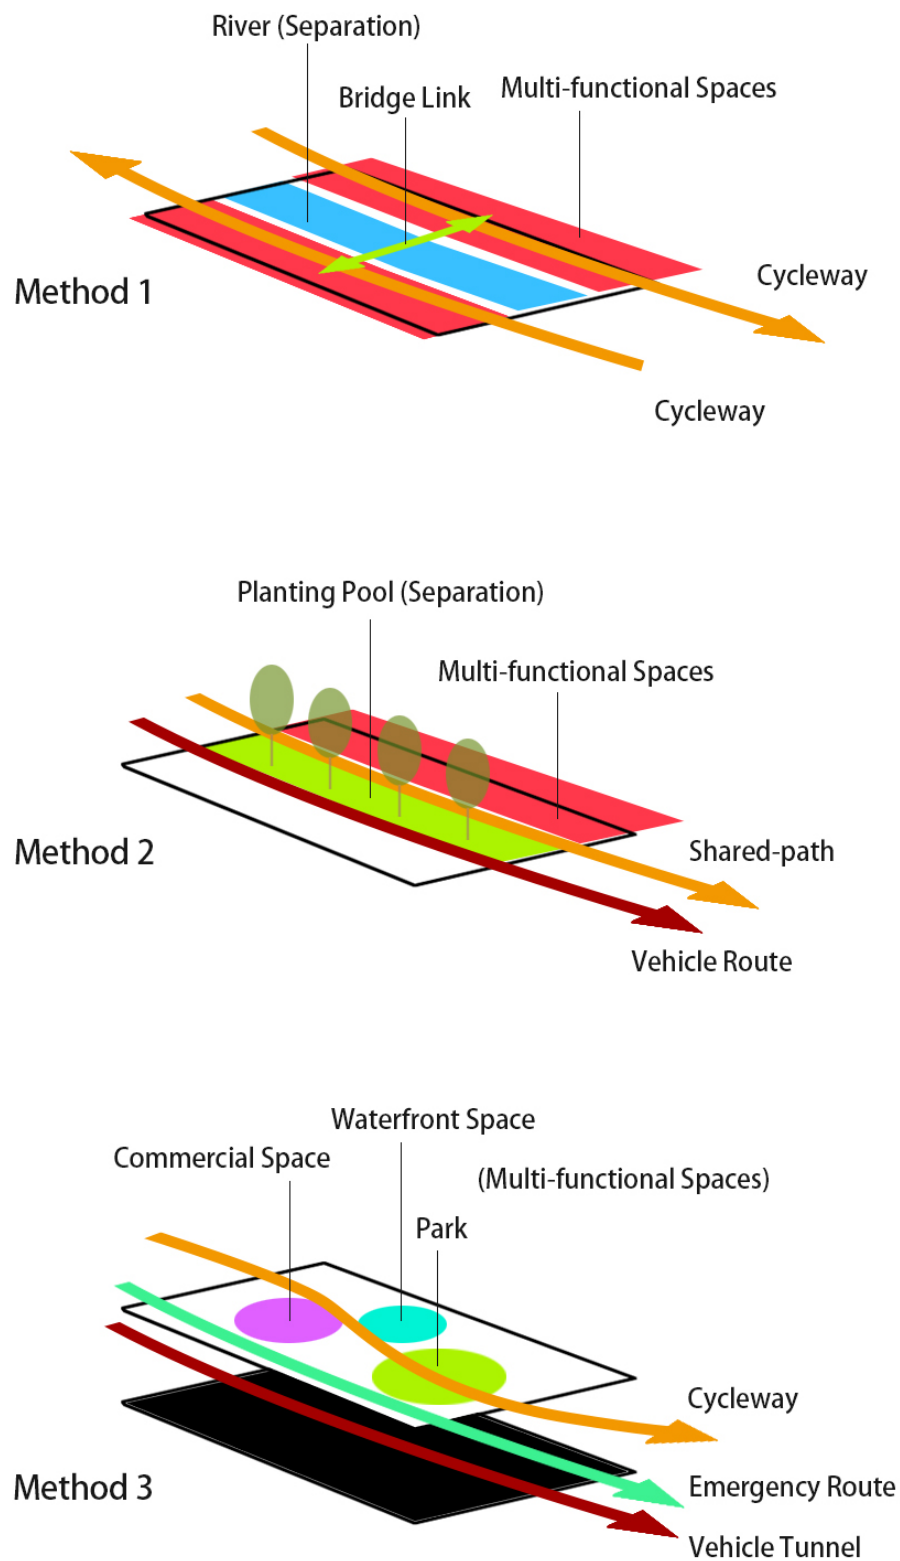 River (Separation)
Bridge Link
Multi-functional Spaces
Method 1
Cycleway
Cycleway
Planting Pool (Separation)
Multi-functional Spaces
Method 2
Shared-path
Vehicle Route
Waterfront Space
Commercial Space
(Multi-functional Spaces)
Park
Cycleway
Method 3
Emergency Route
Vehicle Tunnel